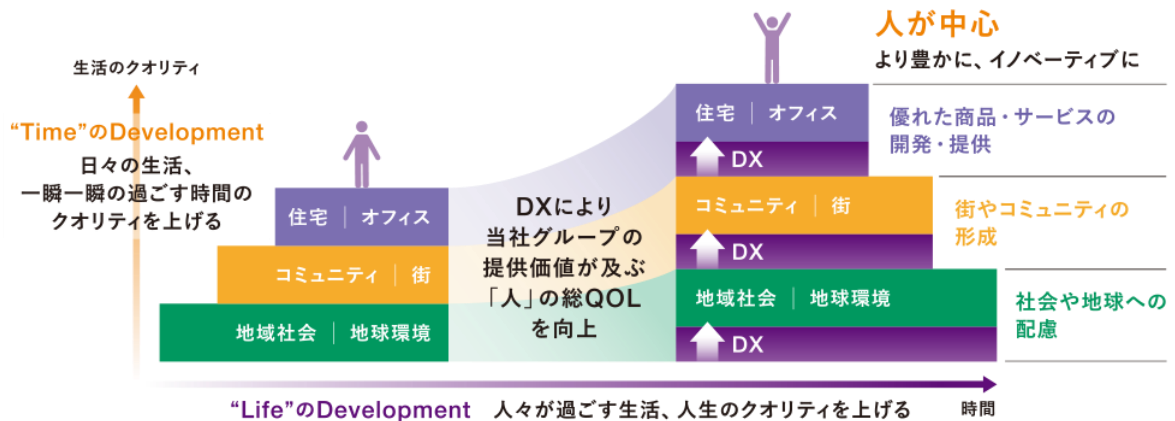 人が中心
より豊かに、イノベーティブに
生活のクオリティ
“Time”のDevelopment
日々の生活、
一瞬一瞬の過ごす時間の
クオリティを上げる
住宅｜オフィス
コミュニティ｜街
地域社会｜地球環境
DXにより
当社グループの
提供価値が及ぶ
「人」の総QOL
を向上
住宅｜オフィス
DX
コミュニティ｜街
DX
地域社会｜地球環境
DX
優れた商品・サービスの
開発・提供
街やコミュニティの
形成
社会や地球への
配慮
“Life”のDevelopment 人々が過ごす生活、人生のクオリティを上げる
時間